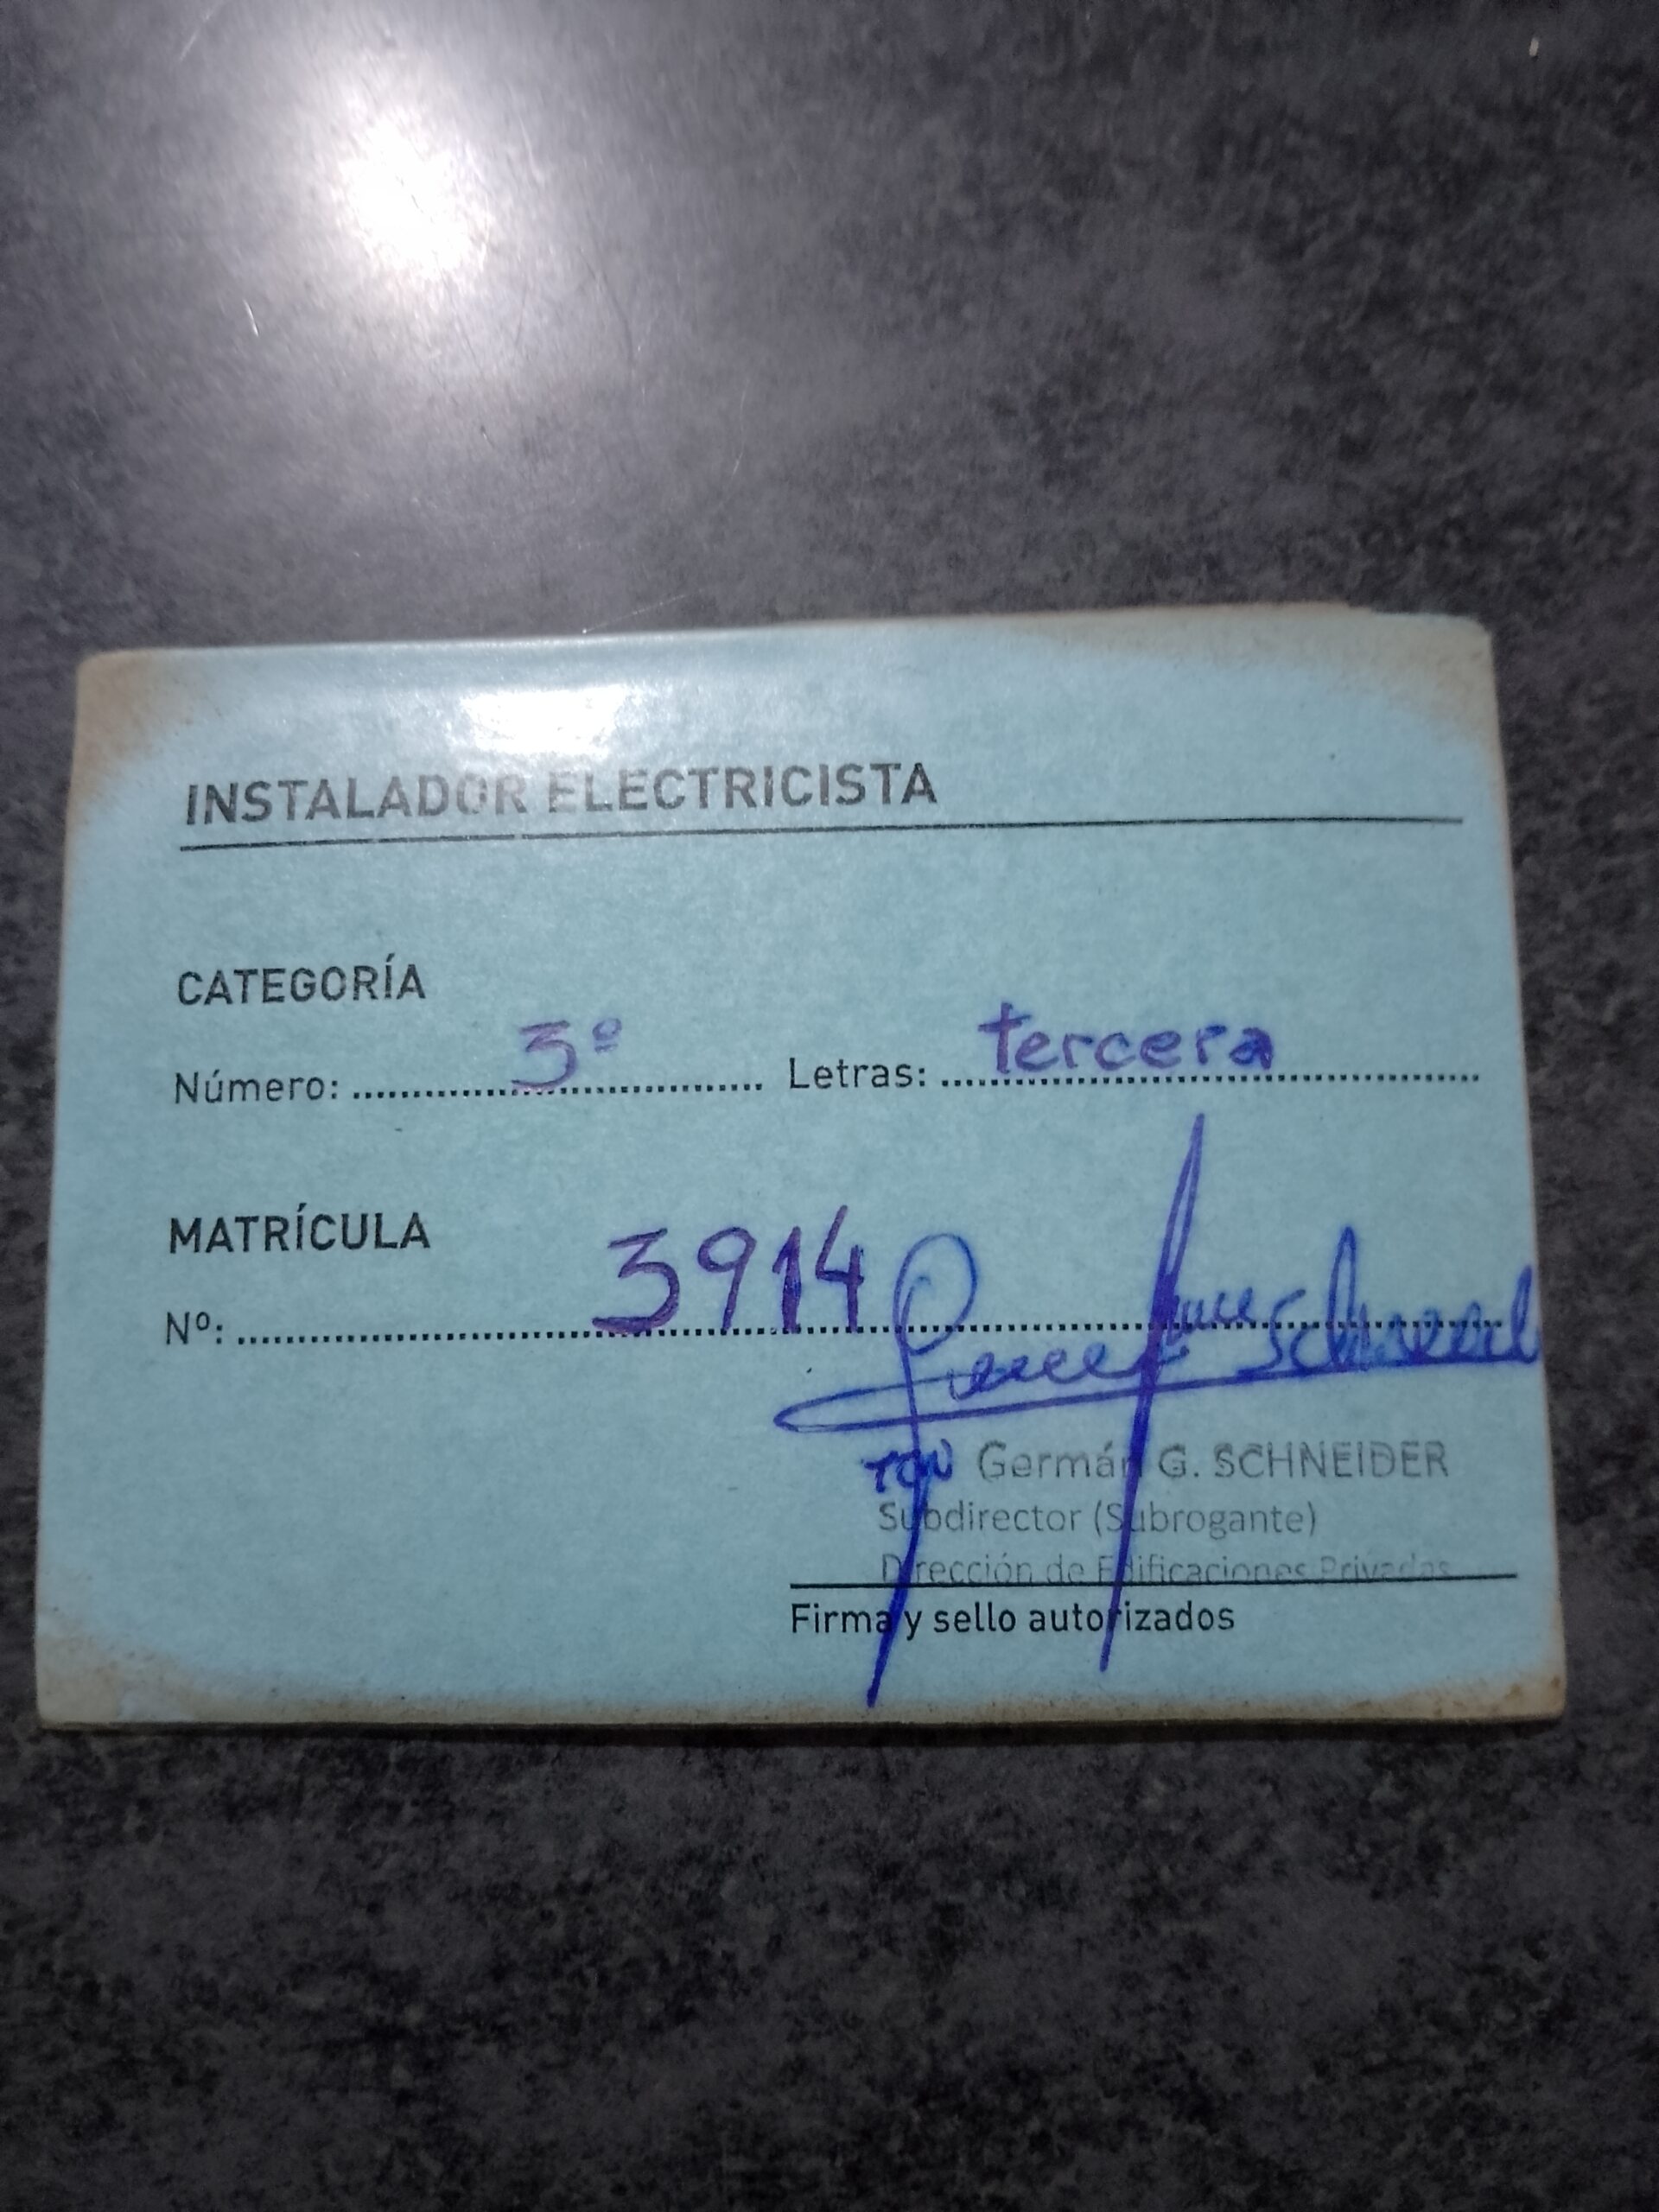 INSTALADOR ELECTRICISTA
CATEGORÍA
Número: 3º Letras: tercera
MATRÍCULA
Nº: 3914
Germán G. SCHNEIDER
Subdirector (Subrogante)
Dirección de Edificaciones Privadas
Firma y sello autorizados